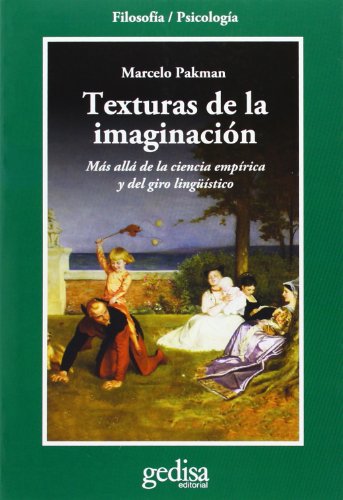 Filosofía / Psicología
Marcelo Pakman
Texturas de la
imaginación
Más allá de la ciencia empírica
y del giro lingüístico
gedisa
editorial